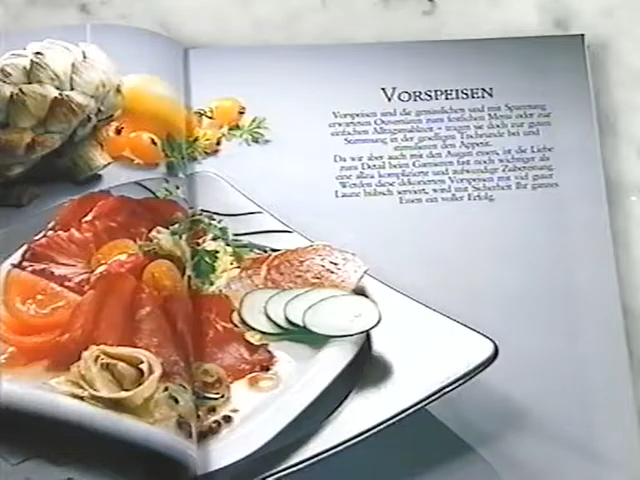 VORSPEISEN
Vorspeisen sind die genüsslichen und mit Spannung
erwarteten Ouvertüren zum festlichen Menü oder zur
einfachen Alltagsmahlzeit – tragen sie doch zur guten
Stimmung in der geselligen Tischrunde bei und
stimulieren den Appetit.
Da wir aber auch mit den Augen essen, ist die Liebe
zum Detail beim Garnieren oft noch wichtiger als
eine allzu komplizierte und aufwendige Zubereitung.
Werden diese dekorativen Vorspeisen mit viel guter
Laune hübsch serviert, wird mit Sicherheit Ihr ganzes
Essen ein voller Erfolg.